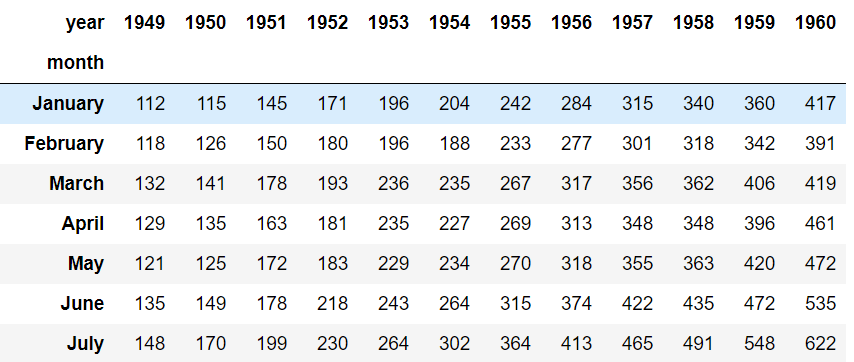 year 1949 1950 1951 1952 1953 1954 1955 1956 1957 1958 1959 1960
month
January 112 115 145 171 196 204 242 284 315 340 360 417
February 118 126 150 180 196 188 233 277 301 318 342 391
March 132 141 178 193 236 235 267 317 356 362 406 419
April 129 135 163 181 235 227 269 313 348 348 396 461
May 121 125 172 183 229 234 270 318 355 363 420 472
June 135 149 178 218 243 264 315 374 422 435 472 535
July 148 170 199 230 264 302 364 413 465 491 548 622